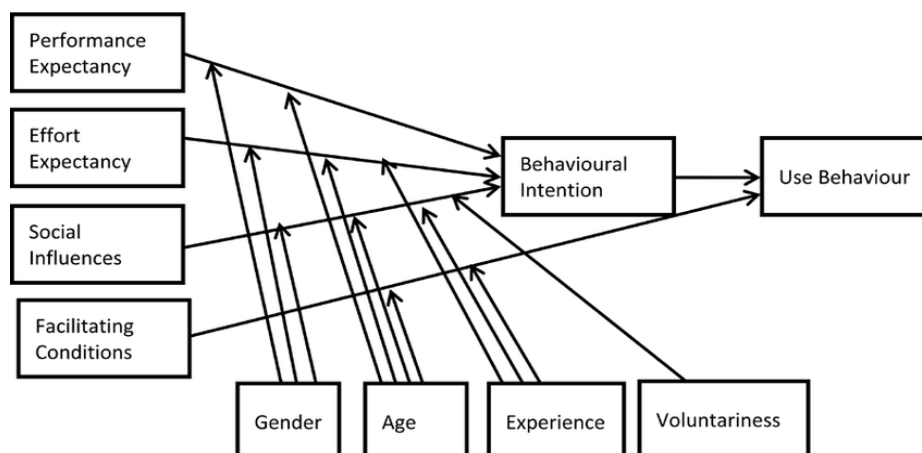 Performance
Expectancy
Effort
Expectancy
Social
Influences
Facilitating
Conditions
Behavioural
Intention
Use Behaviour
Gender
Age
Experience
Voluntariness